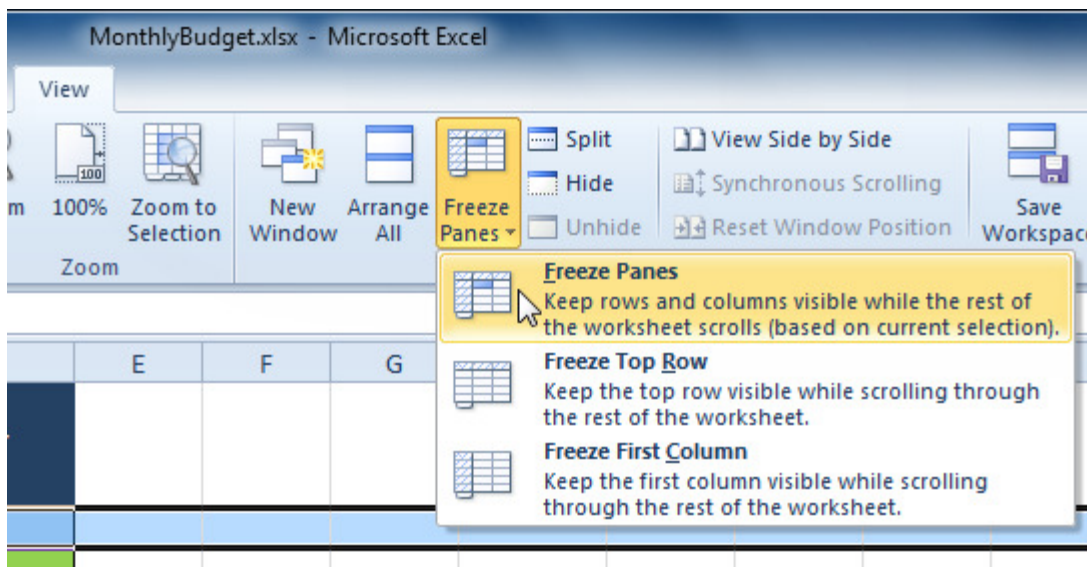 MonthlyBudget.xlsx - Microsoft Excel
View
Split
View Side by Side
100
Hide
Synchronous Scrolling
m
100%
Zoom to
Selection
New
Window
Arrange
All
Freeze
Panes
Unhide
Reset Window Position
Save
Workspac
Zoom
Freeze Panes
Keep rows and columns visible while the rest of
the worksheet scrolls (based on current selection).
E
F
G
Freeze Top Row
Keep the top row visible while scrolling through
the rest of the worksheet.
Freeze First Column
Keep the first column visible while scrolling
through the rest of the worksheet.